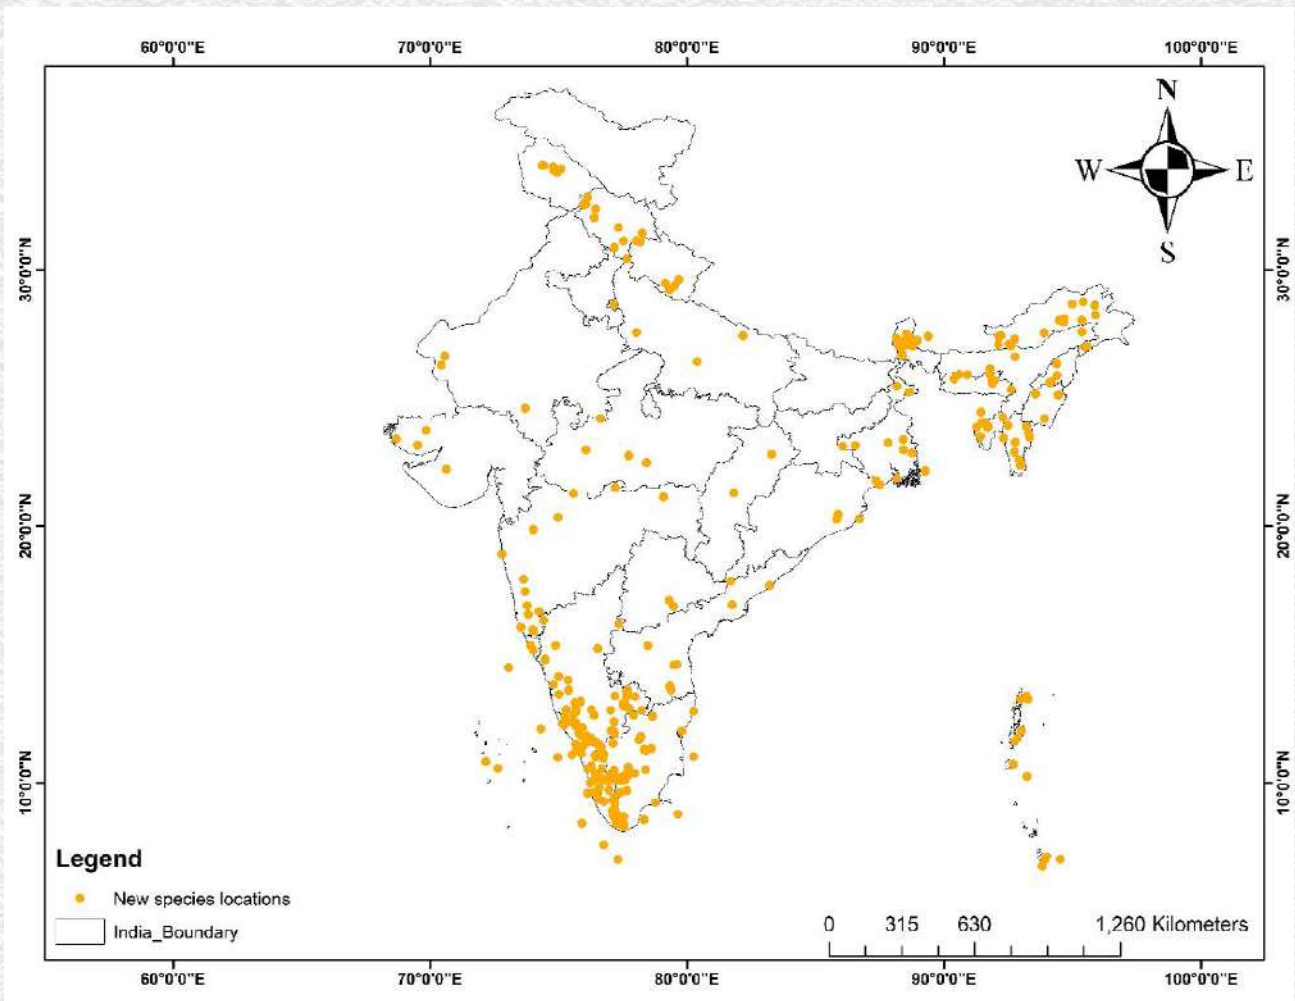 60°0'0"E 70°0'0"E 80°0'0"E 90°0'0"E 100°0'0"E
N
W E
S
30°0'0"N 30°0'0"N
20°0'0"N 20°0'0"N
10°0'0"N 10°0'0"N
Legend
New species locations
India_Boundary
0 315 630 1,260 Kilometers
60°0'0"E 70°0'0"E 80°0'0"E 90°0'0"E 100°0'0"E